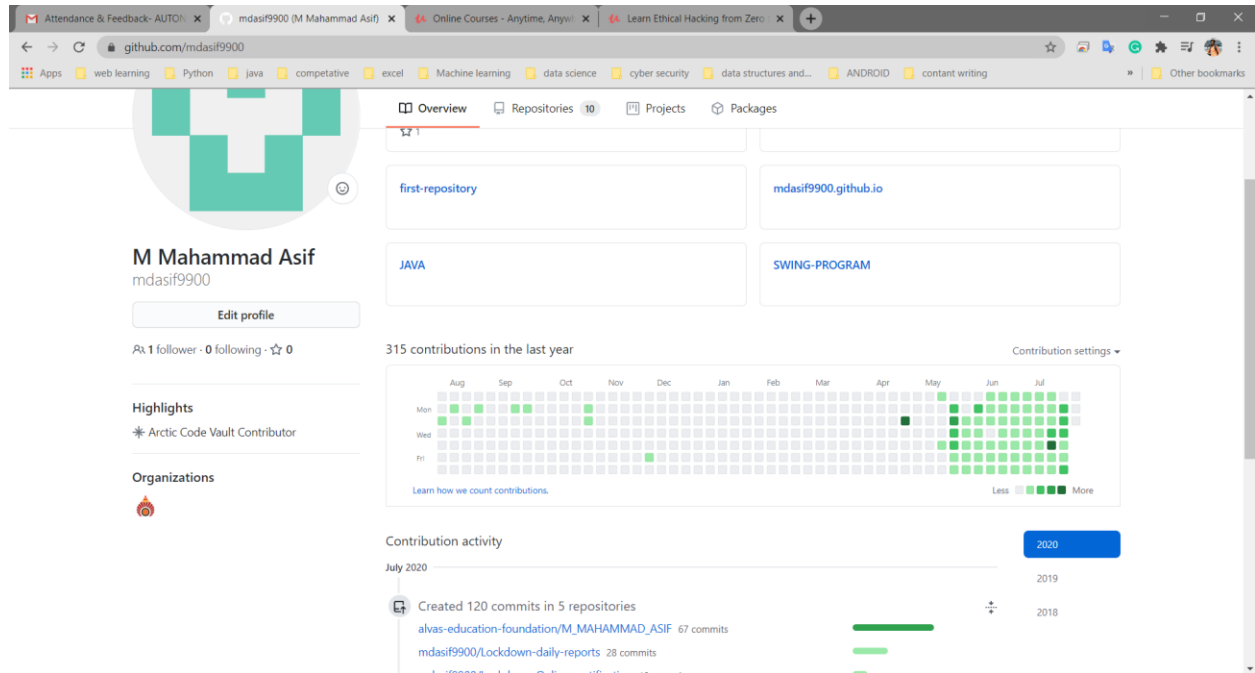 Attendance & Feedback- AUTON
mdasif9900 (M Mahammad Asif)
Online Courses - Anytime, Anyw
Learn Ethical Hacking from Zero
github.com/mdasif9900
Apps web learning Python java competative excel Machine learning data science cyber security data structures and... ANDROID contant writing » Other bookmarks
Overview Repositories 10 Projects Packages
1
first-repository
mdasif9900.github.io
M Mahammad Asif
mdasif9900
JAVA
SWING-PROGRAM
Edit profile
1 follower · 0 following · 0
315 contributions in the last year
Contribution settings
Aug Sep Oct Nov Dec Jan Feb Mar Apr May Jun Jul
Mon
Wed
Fri
Learn how we count contributions.
Less More
Highlights
Arctic Code Vault Contributor
Organizations
Contribution activity
2020
2019
2018
July 2020
Created 120 commits in 5 repositories
alvas-education-foundation/M_MAHAMMAD_ASIF 67 commits
mdasif9900/Lockdown-daily-reports 28 commits